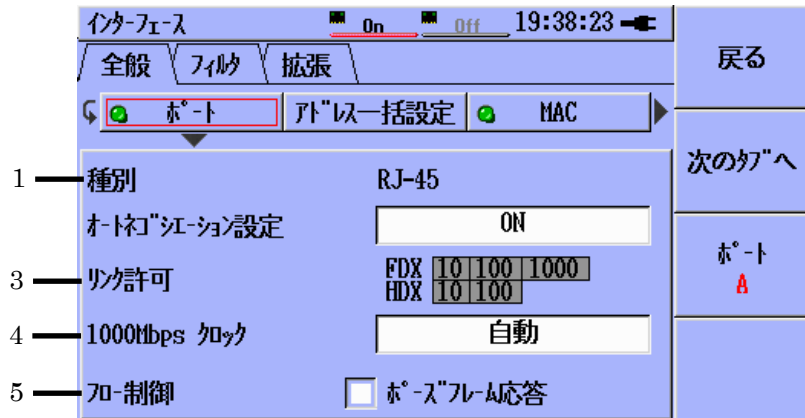 インターフェース On Off 19:38:23
戻る
全般 フィルタ 拡張
ポート アドレス一括設定 MAC
次のタブへ
1 種別 RJ-45
オートネゴシエーション設定 ON
ポート
A
3 リンク許可 FDX 10 100 1000
HDX 10 100
4 1000Mbps クロック 自動
5 フロー制御 ポーズフレーム応答